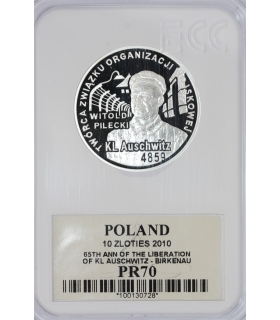 ECC
TWÓRCA ZWIĄZKU ORGANIZACJI
WOJSKOWEJ
WITOLD
PILECKI
KL Auschwitz
4859
POLAND
10 ZLOTIES 2010
65TH ANN OF THE LIBERATION
OF KL AUSCHWITZ - BIRKENAU
PR70
*100130728*